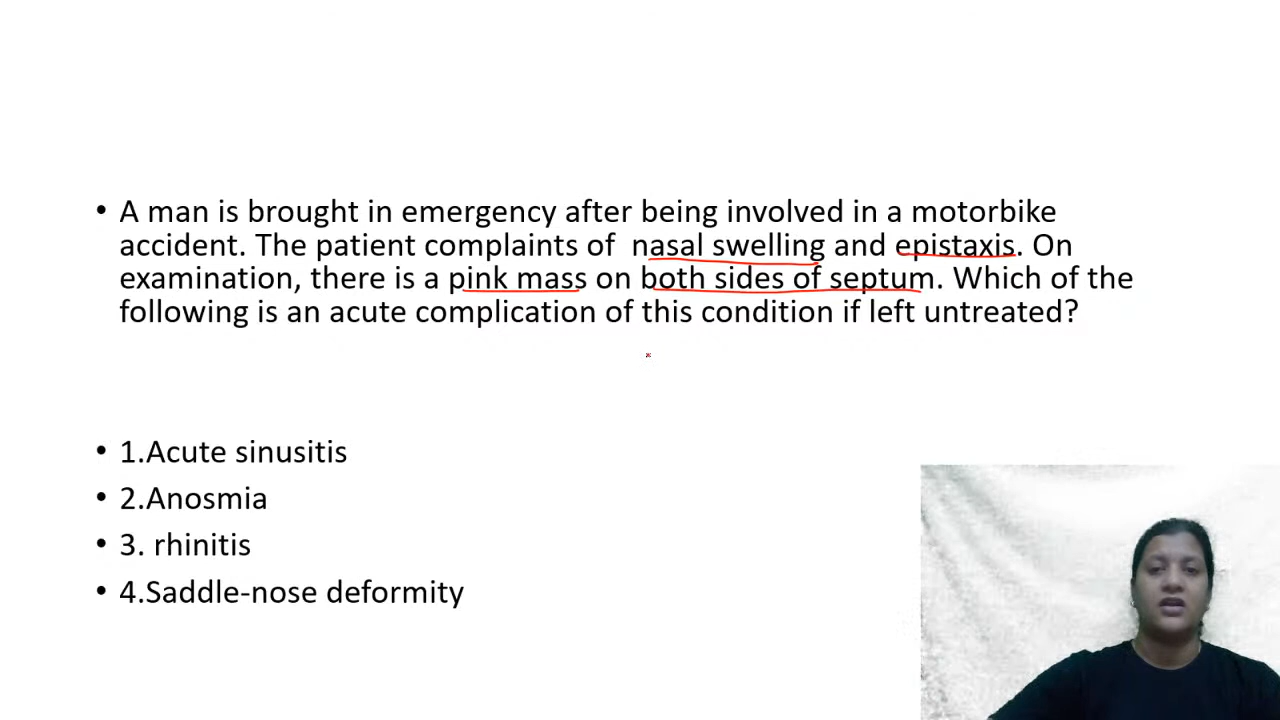 • A man is brought in emergency after being involved in a motorbike
accident. The patient complaints of  nasal swelling and epistaxis. On
examination, there is a pink mass on both sides of septum. Which of the
following is an acute complication of this condition if left untreated?
• 1.Acute sinusitis
• 2.Anosmia
• 3. rhinitis
• 4.Saddle-nose deformity